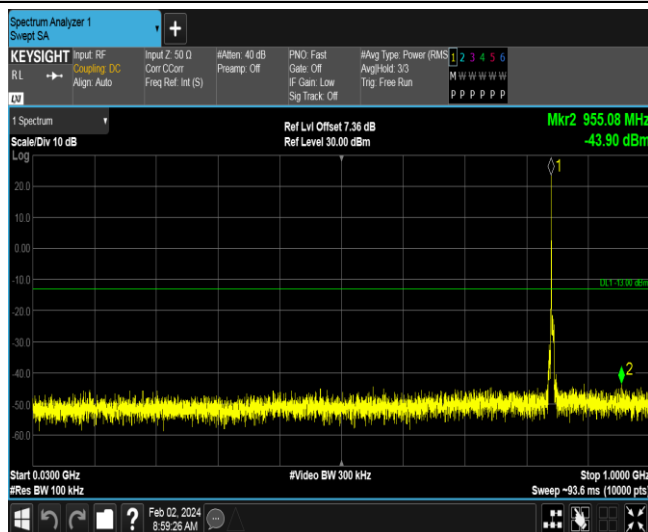 Spectrum Analyzer 1
Swept SA
+
KEYSIGHT Input: RF Input Z: 50 Ω #Atten: 40 dB PNO: Fast #Avg Type: Power (RMS 1 2 3 4 5 6
RL Coupling: DC Corr CCorr Preamp: Off Gate: Off Avg|Hold: 3/3 M W W W W W
Align: Auto Freq Ref: Int (S) IF Gain: Low Trig: Free Run
Sig Track: Off P P P P P P
LXI
1 Spectrum Ref Lvl Offset 7.36 dB Mkr2 955.08 MHz
Scale/Div 10 dB Ref Level 30.00 dBm -43.90 dBm
Log
1
20.0
10.0
0.00
-10.0
DL1 -13.00 dBm
-20.0
-30.0
-40.0
2
-50.0
-60.0
Start 0.0300 GHz #Video BW 300 kHz Stop 1.0000 GHz
#Res BW 100 kHz Sweep ~93.6 ms (10000 pts)
? Feb 02, 2024
8:59:26 AM